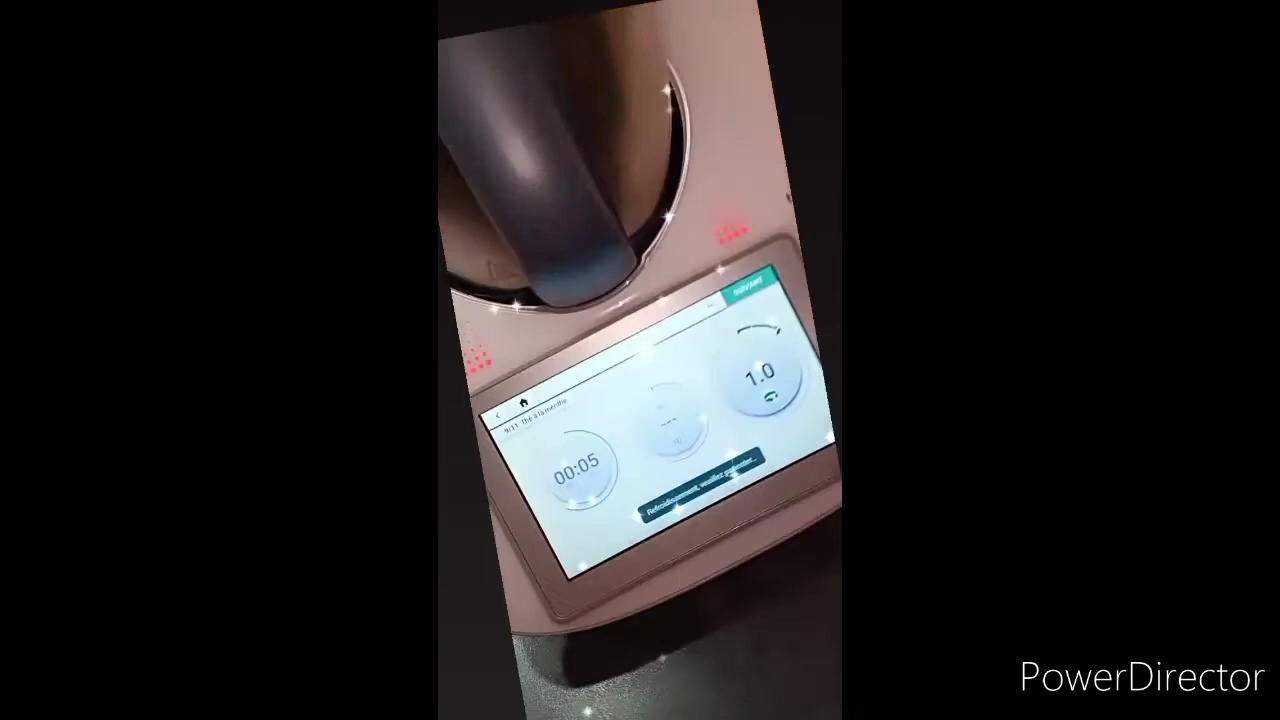 SUIVANT
9/11 Thé à la menthe
1.0
---
00:05
Refroidissement, veuillez patienter...
PowerDirector